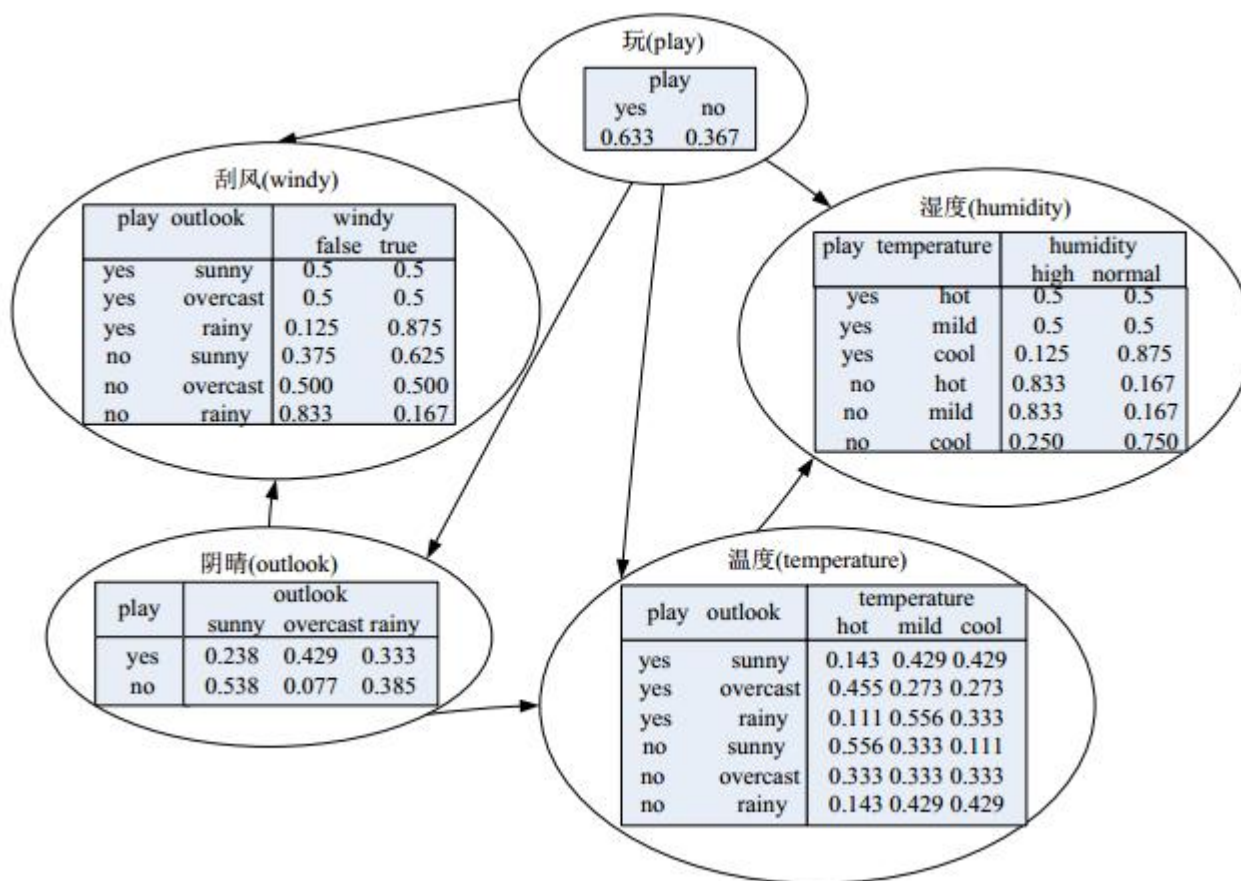 玩(play)
play
yes no
0.633 0.367
刮风(windy)
play outlook windy
false true
yes sunny 0.5 0.5
yes overcast 0.5 0.5
yes rainy 0.125 0.875
no sunny 0.375 0.625
no overcast 0.500 0.500
no rainy 0.833 0.167
湿度(humidity)
play temperature humidity
high normal
yes hot 0.5 0.5
yes mild 0.5 0.5
yes cool 0.125 0.875
no hot 0.833 0.167
no mild 0.833 0.167
no cool 0.250 0.750
阴晴(outlook)
play outlook
sunny overcast rainy
yes 0.238 0.429 0.333
no 0.538 0.077 0.385
温度(temperature)
play outlook temperature
hot mild cool
yes sunny 0.143 0.429 0.429
yes overcast 0.455 0.273 0.273
yes rainy 0.111 0.556 0.333
no sunny 0.556 0.333 0.111
no overcast 0.333 0.333 0.333
no rainy 0.143 0.429 0.429